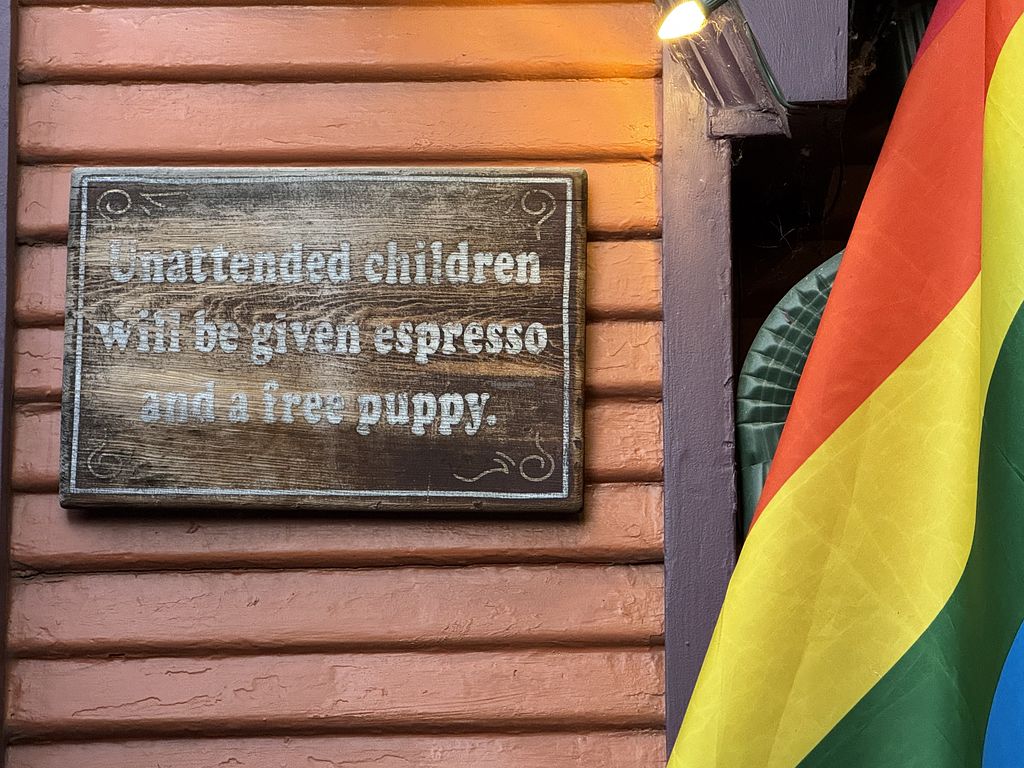 Unattended children
will be given espresso
and a free puppy.